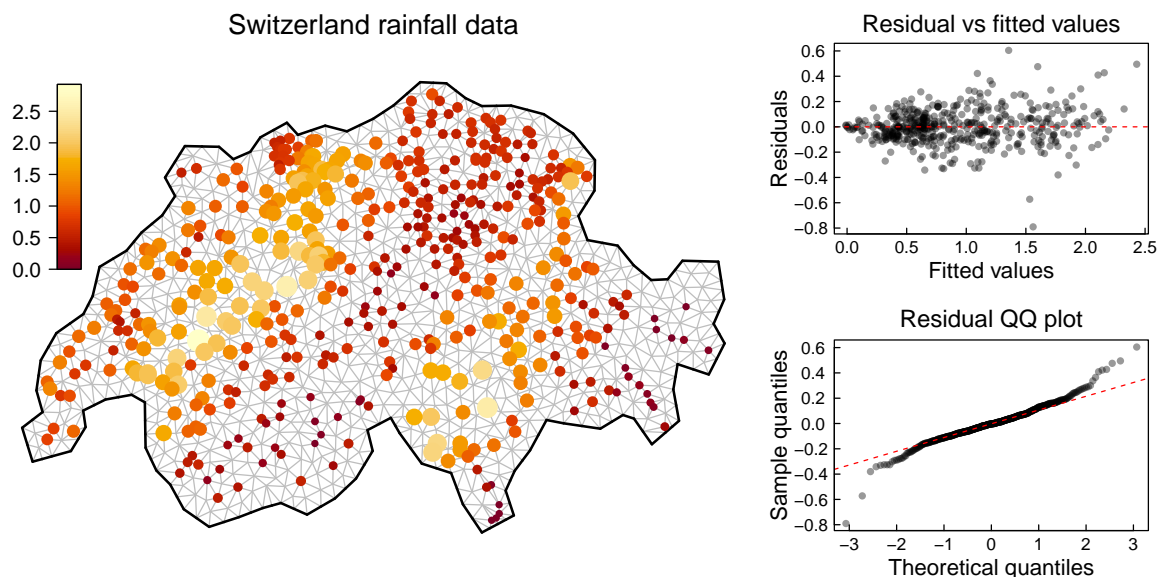 Switzerland rainfall data
2.5
2.0
1.5
1.0
0.5
0.0
Residual vs fitted values
Residuals
0.6
0.4
0.2
0.0
−0.2
−0.4
−0.6
−0.8
0.0 0.5 1.0 1.5 2.0 2.5
Fitted values
Residual QQ plot
Sample quantiles
0.6
0.4
0.2
0.0
−0.2
−0.4
−0.6
−0.8
−3 −2 −1 0 1 2 3
Theoretical quantiles